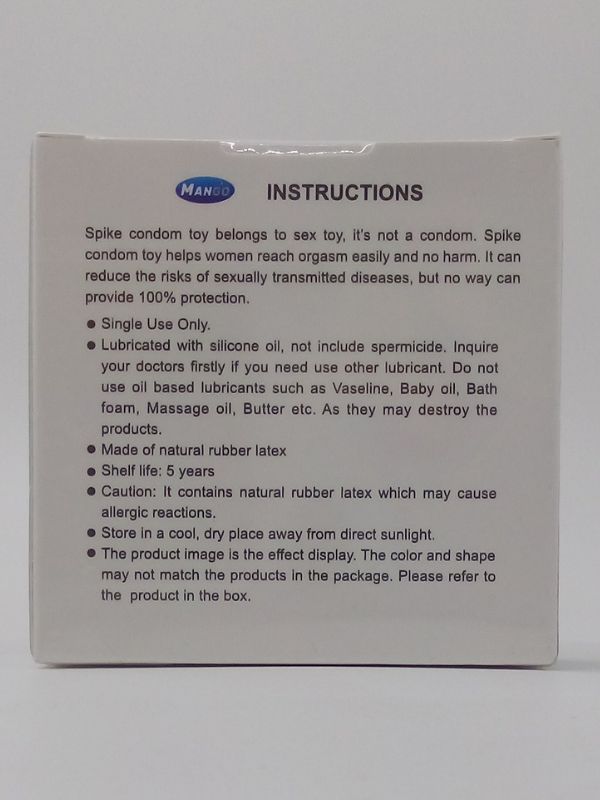 MANGO INSTRUCTIONS
Spike condom toy belongs to sex toy, it's not a condom. Spike
condom toy helps women reach orgasm easily and no harm. It can
reduce the risks of sexually transmitted diseases, but no way can
provide 100% protection.
● Single Use Only.
● Lubricated with silicone oil, not include spermicide. Inquire
your doctors firstly if you need use other lubricant. Do not
use oil based lubricants such as Vaseline, Baby oil, Bath
foam, Massage oil, Butter etc. As they may destroy the
products.
● Made of natural rubber latex
● Shelf life: 5 years
● Caution: It contains natural rubber latex which may cause
allergic reactions.
● Store in a cool, dry place away from direct sunlight.
● The product image is the effect display. The color and shape
may not match the products in the package. Please refer to
the product in the box.